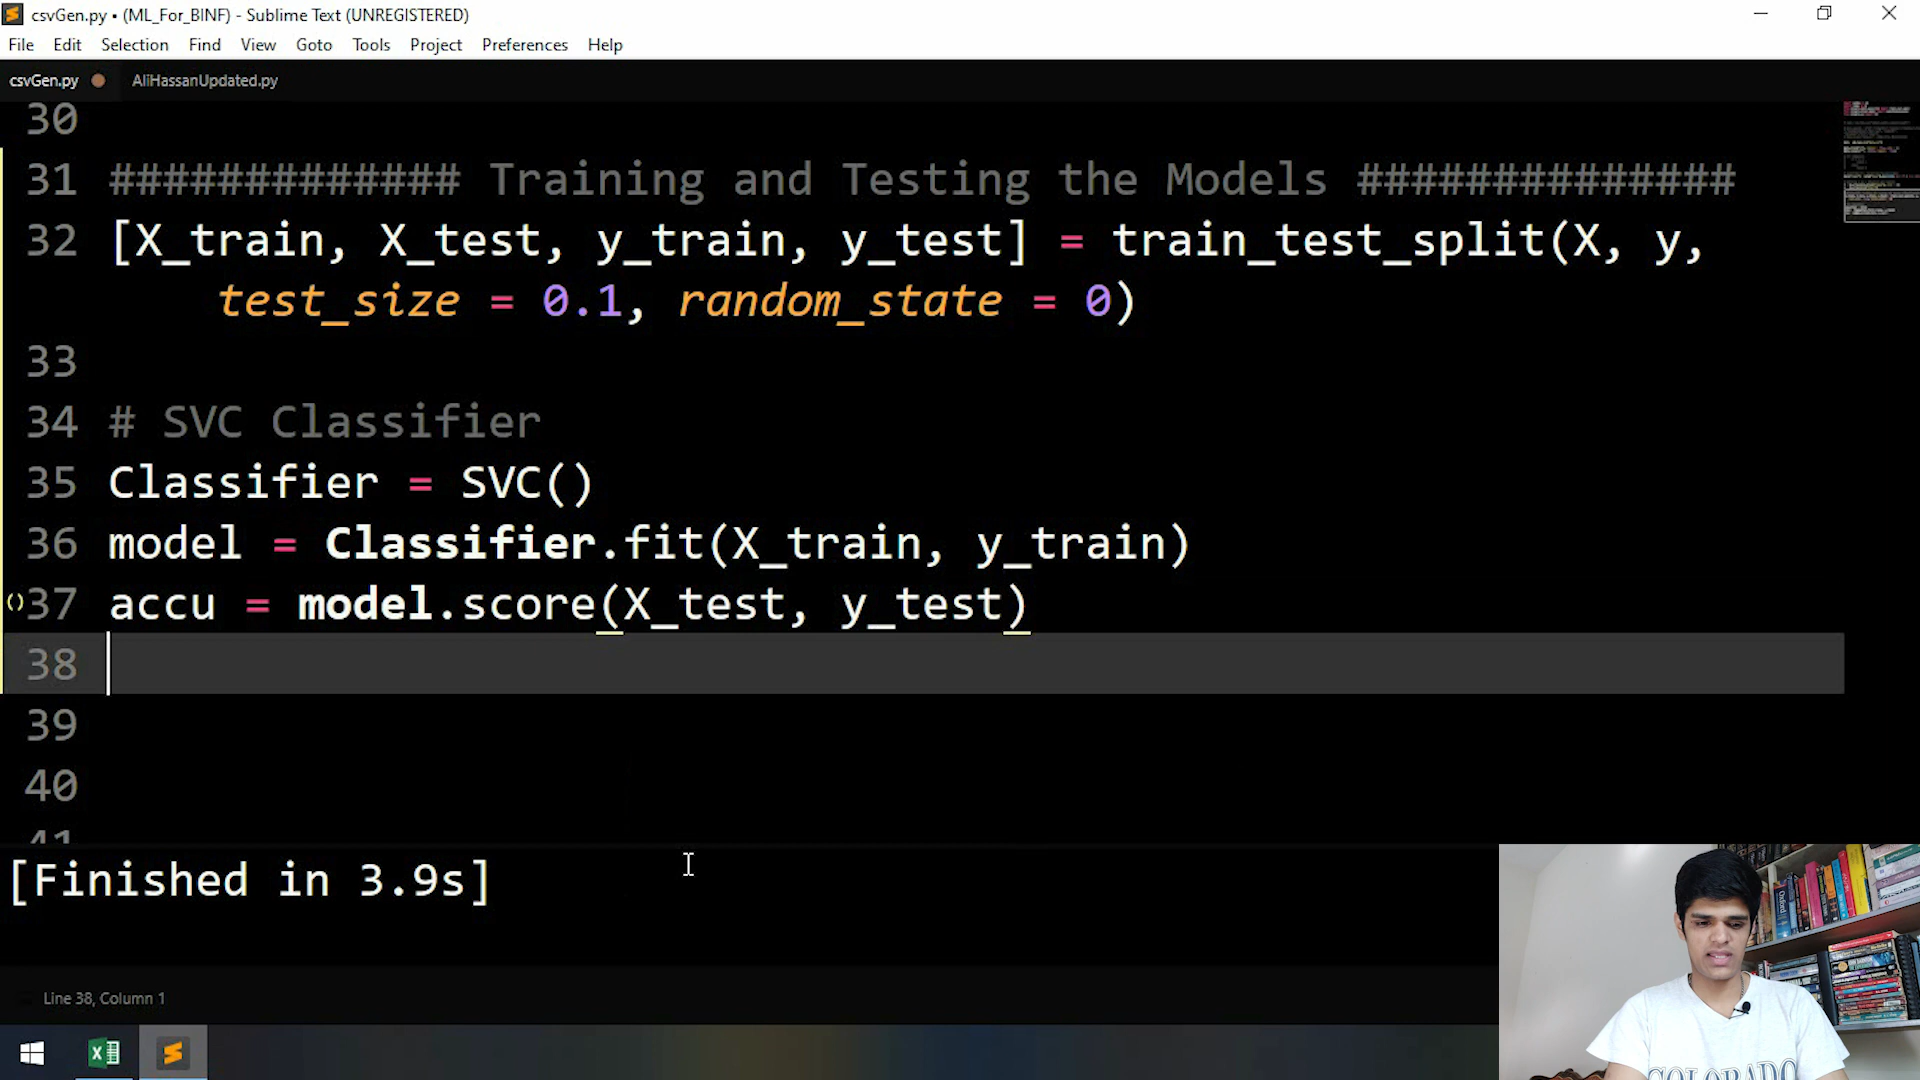 csvGen.py • (ML_For_BINF) - Sublime Text (UNREGISTERED)
File Edit Selection Find View Goto Tools Project Preferences Help
csvGen.py AliHassanUpdated.py
30
31 ############# Training and Testing the Models ##############
32 [X_train, X_test, y_train, y_test] = train_test_split(X, y,
test_size = 0.1, random_state = 0)
33
34 # SVC Classifier
35 Classifier = SVC()
36 model = Classifier.fit(X_train, y_train)
37 accu = model.score(X_test, y_test)
38
39
40
41
[Finished in 3.9s]
Line 38, Column 1
COLORADO